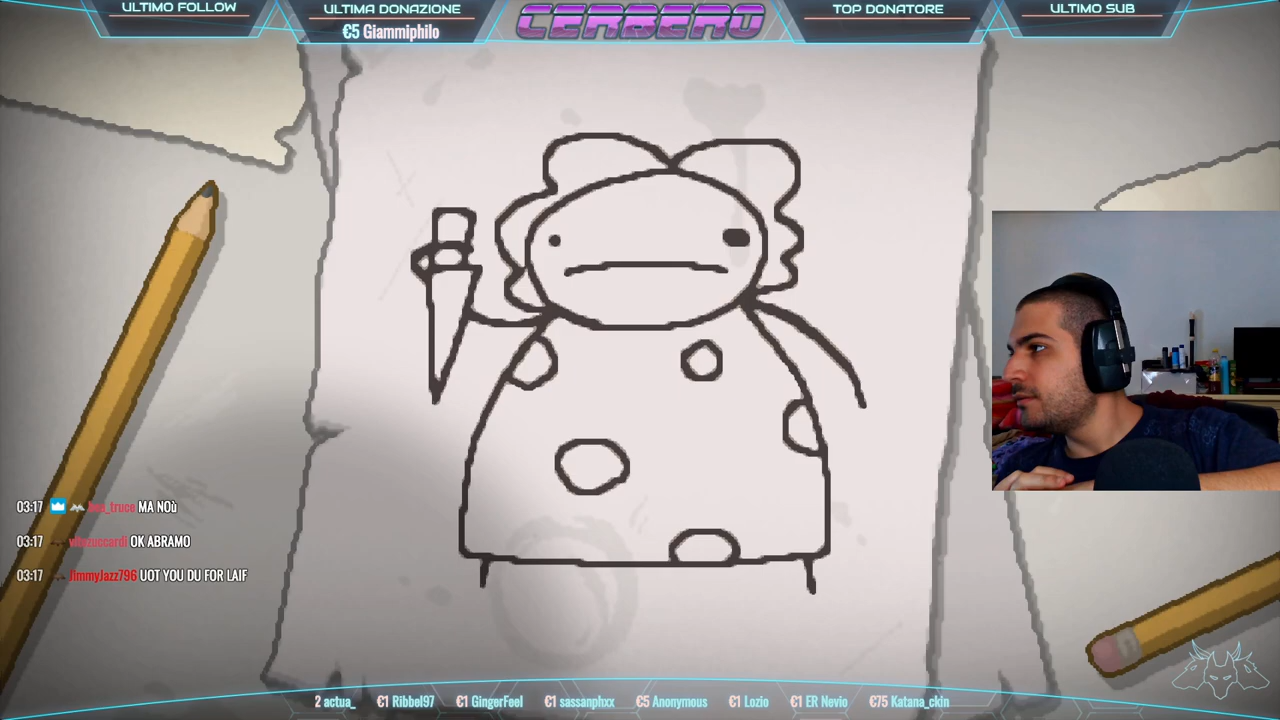 ULTIMO FOLLOW
ULTIMA DONAZIONE
€5 Giammiphilo
CERBERO
TOP DONATORE
ULTIMO SUB
03:17 MA NOù
03:17 vitozuccardi OK ABRAMO
03:17 JimmyJazz796 UOT YOU DU FOR LAIF
2 actua_ €1 Ribbel97 €1 GingerFeel €1 sassanphxx €5 Anonymous €1 Lozio €1 ER Nevio €75 Katana_ckin